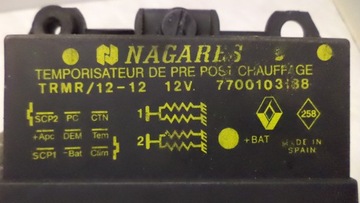 NAGARES
TEMPORISATEUR DE PRE POST CHAUFFAGE
TRMR/12-12 12V.
SCP2 PC CTN
+Apc DEM Tem
SCP1 -Bat Clim
1
2
+BAT
258
MADE IN
SPAIN